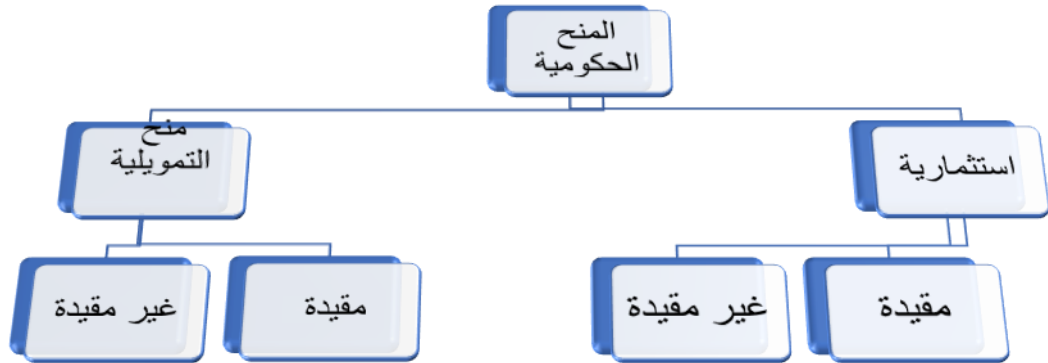 المنح
الحكومية
استثمارية
منح
التمويلية
مقيدة
غير مقيدة
مقيدة
غير مقيدة